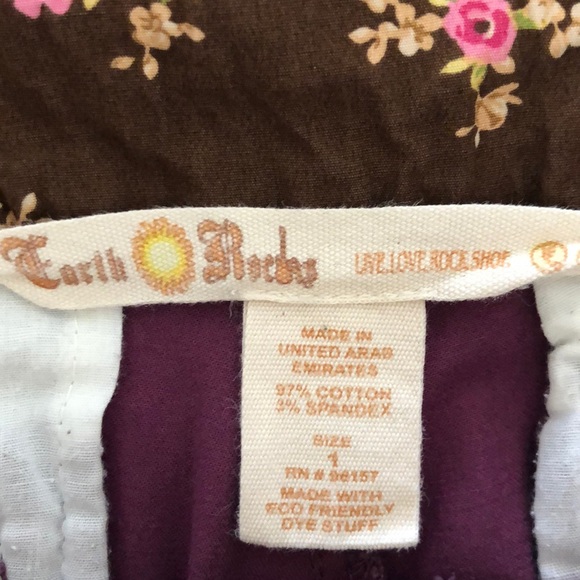 Earth Rocks LIVE.LOVE.ROCK.SHOP.
MADE IN
UNITED ARAB
EMIRATES
97% COTTON
3% SPANDEX
SIZE
1
RN # 96157
MADE WITH
ECO FRIENDLY
DYE STUFF